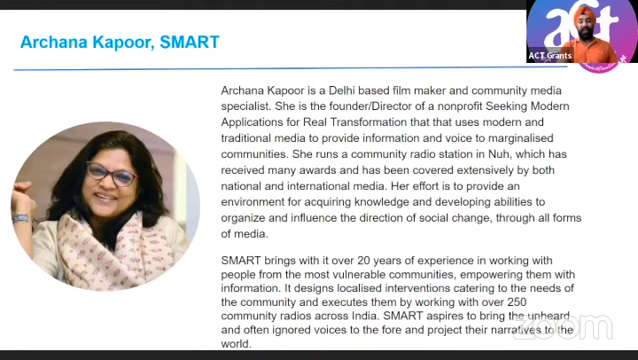 Archana Kapoor, SMART
act
ACT Grants
Archana Kapoor is a Delhi based film maker and community media
specialist. She is the founder/Director of a nonprofit Seeking Modern
Applications for Real Transformation that that uses modern and
traditional media to provide information and voice to marginalised
communities. She runs a community radio station in Nuh, which has
received many awards and has been covered extensively by both
national and international media. Her effort is to provide an
environment for acquiring knowledge and developing abilities to
organize and influence the direction of social change, through all forms
of media.
SMART brings with it over 20 years of experience in working with
people from the most vulnerable communities, empowering them with
information. It designs localised interventions catering to the needs of
the community and executes them by working with over 250
community radios across India. SMART aspires to bring the unheard
and often ignored voices to the fore and project their narratives to the
world.
zoom